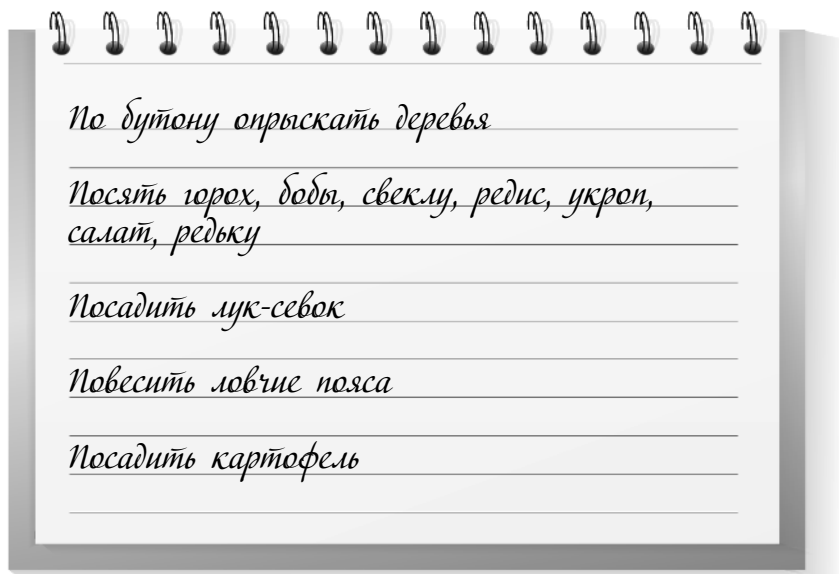 По бутону опрыскать деревья
Посять горох, бобы, свеклу, редис, укроп,
салат, редьку
Посадить лук-севок
Повесить ловчие пояса
Посадить картофель